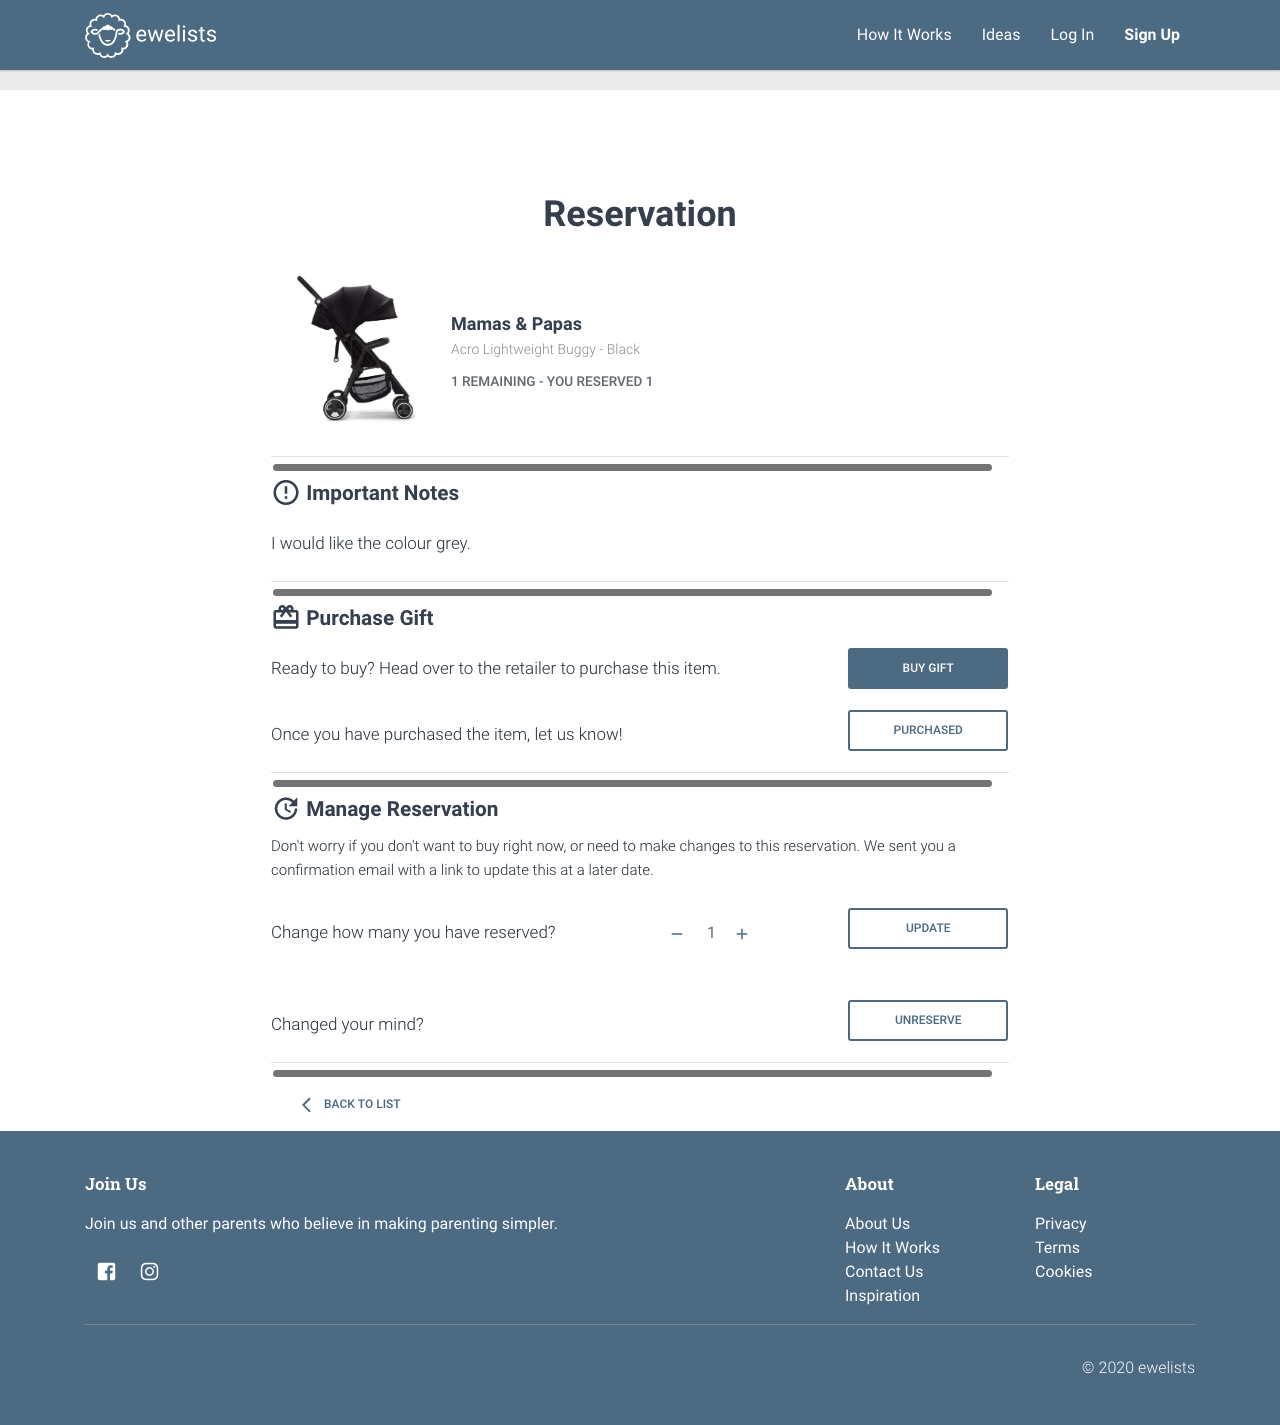 ewelists
How It Works
Ideas
Log In
Sign Up
Reservation
Mamas & Papas
Acro Lightweight Buggy - Black
1 REMAINING - YOU RESERVED 1
Important Notes
I would like the colour grey.
Purchase Gift
Ready to buy? Head over to the retailer to purchase this item.
BUY GIFT
Once you have purchased the item, let us know!
PURCHASED
Manage Reservation
Don't worry if you don't want to buy right now, or need to make changes to this reservation. We sent you a
confirmation email with a link to update this at a later date.
Change how many you have reserved?
− 1 +
UPDATE
Changed your mind?
UNRESERVE
BACK TO LIST
Join Us
Join us and other parents who believe in making parenting simpler.
About
About Us
How It Works
Contact Us
Inspiration
Legal
Privacy
Terms
Cookies
© 2020 ewelists